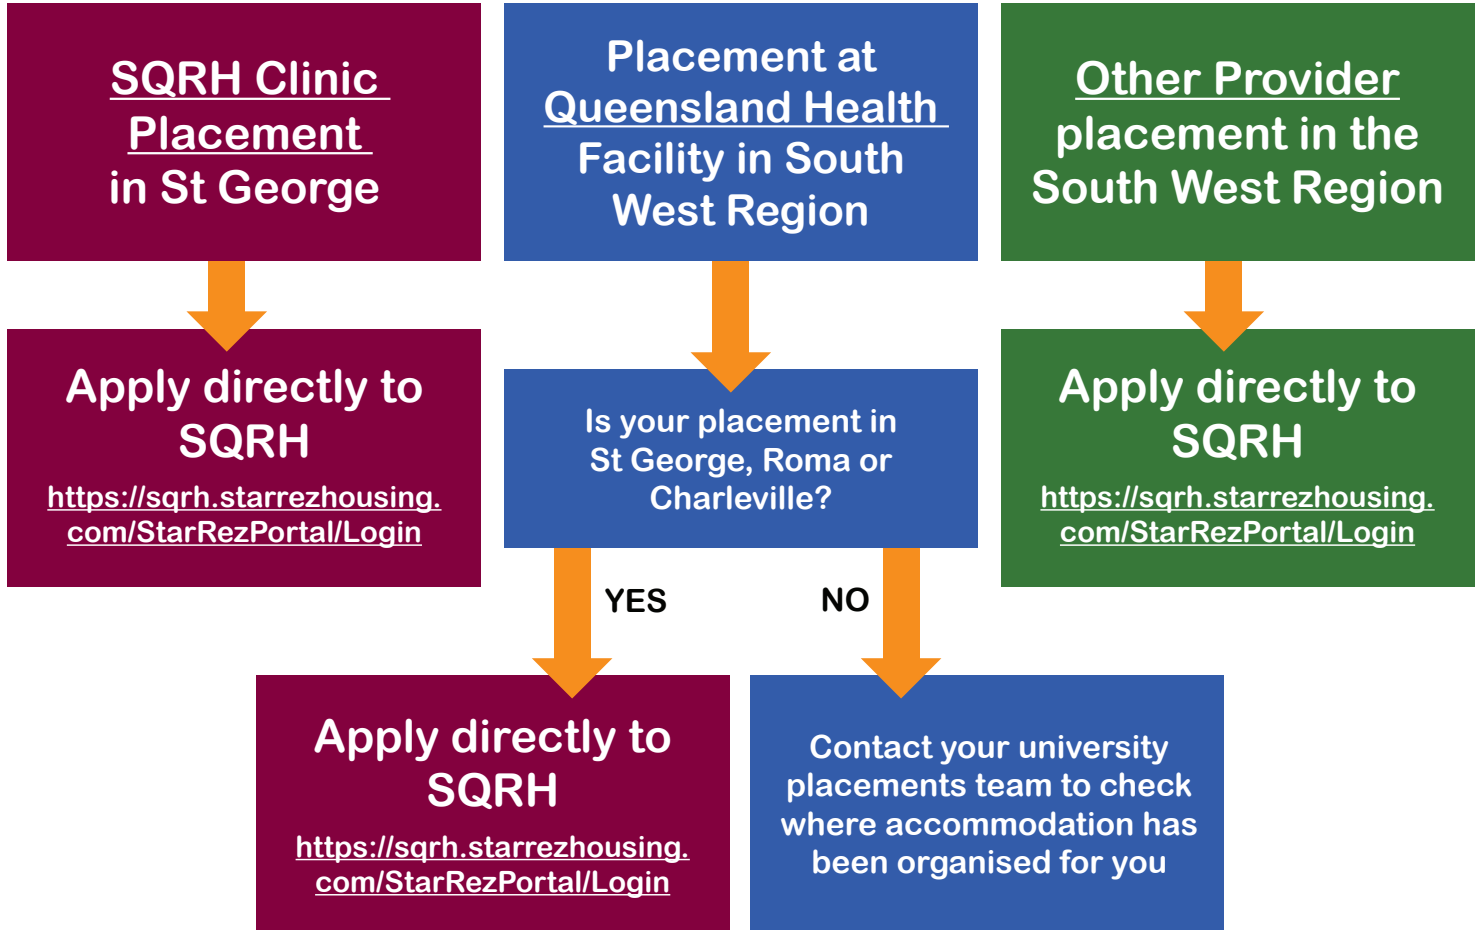 SQRH Clinic
Placement
in St George
Placement at
Queensland Health
Facility in South
West Region
Other Provider
placement in the
South West Region
Apply directly to
SQRH
https://sqrh.starrezhousing.
com/StarRezPortal/Login
Is your placement in
St George, Roma or
Charleville?
Apply directly to
SQRH
https://sqrh.starrezhousing.
com/StarRezPortal/Login
YES
NO
Apply directly to
SQRH
https://sqrh.starrezhousing.
com/StarRezPortal/Login
Contact your university
placements team to check
where accommodation has
been organised for you